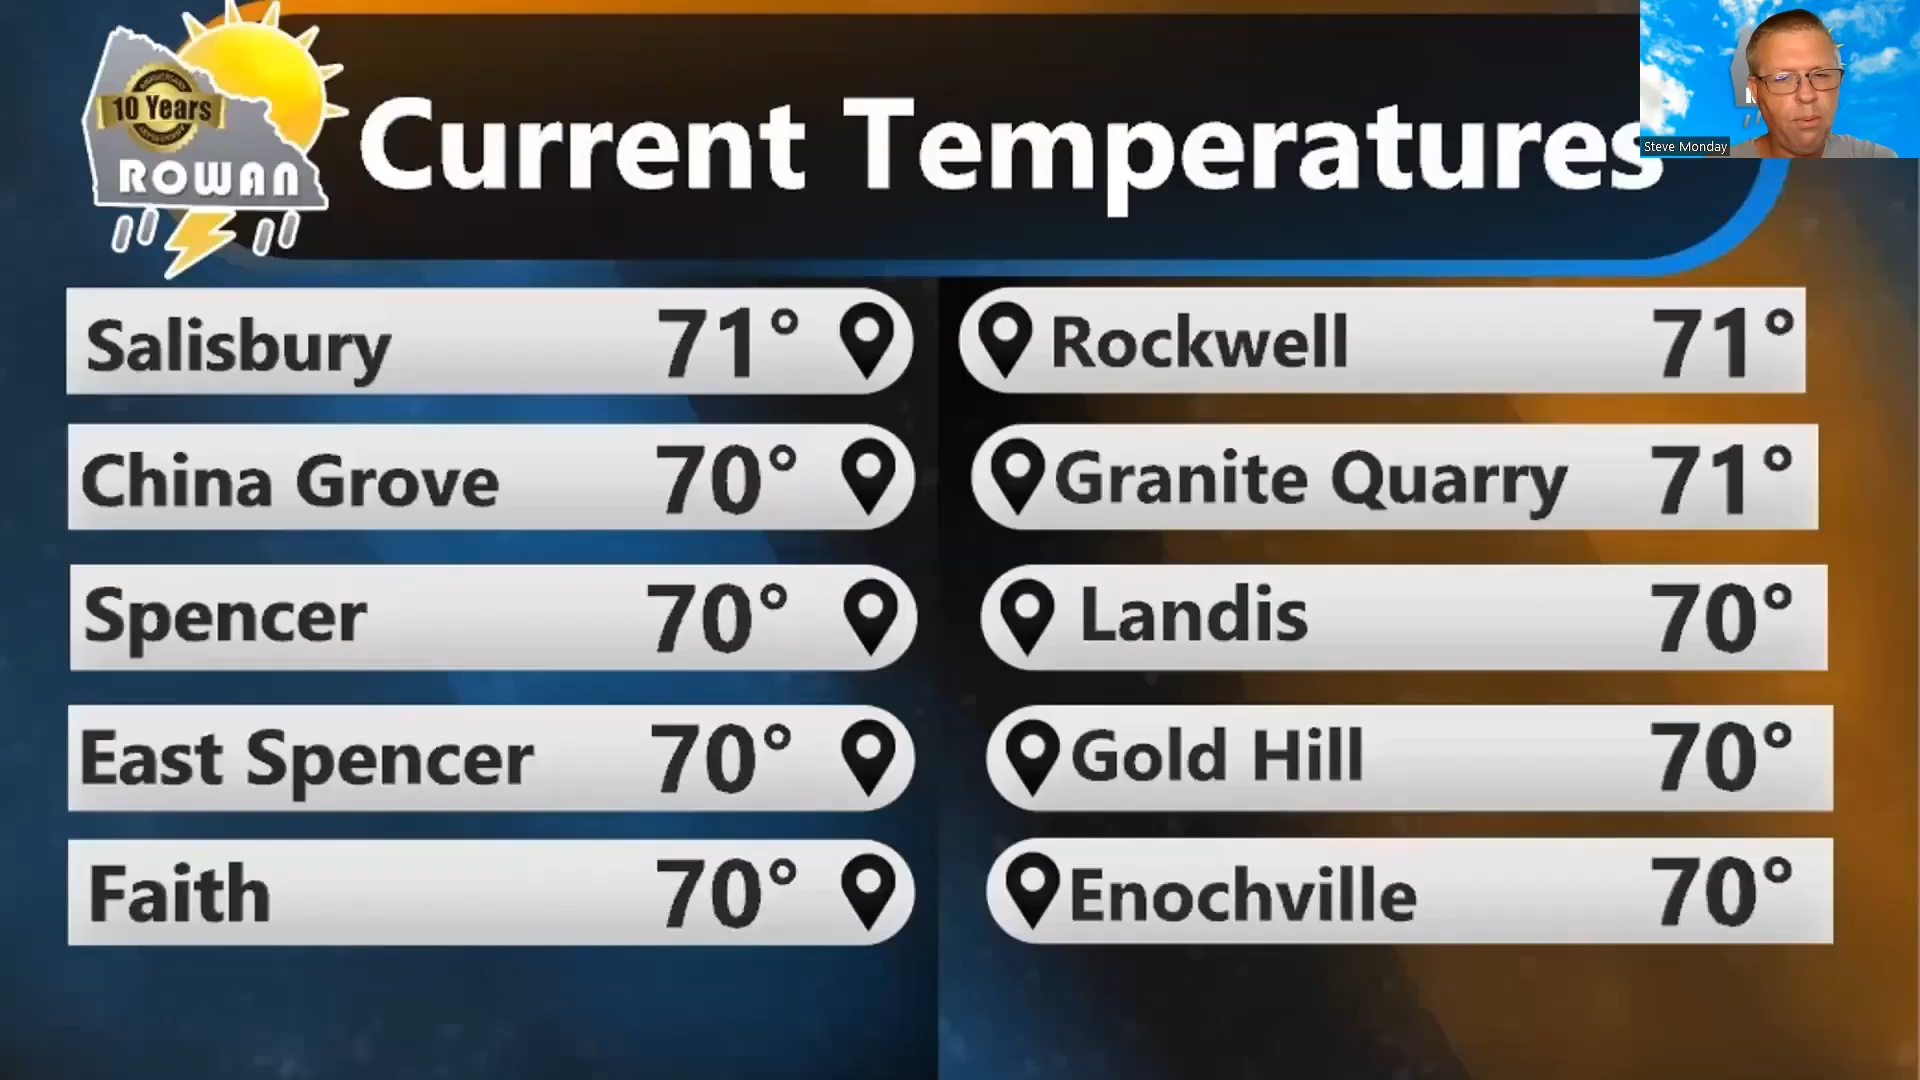 10 Years
ROWAN
Current Temperatures
Steve Monday
Salisbury 71°
China Grove 70°
Spencer 70°
East Spencer 70°
Faith 70°
Rockwell 71°
Granite Quarry 71°
Landis 70°
Gold Hill 70°
Enochville 70°